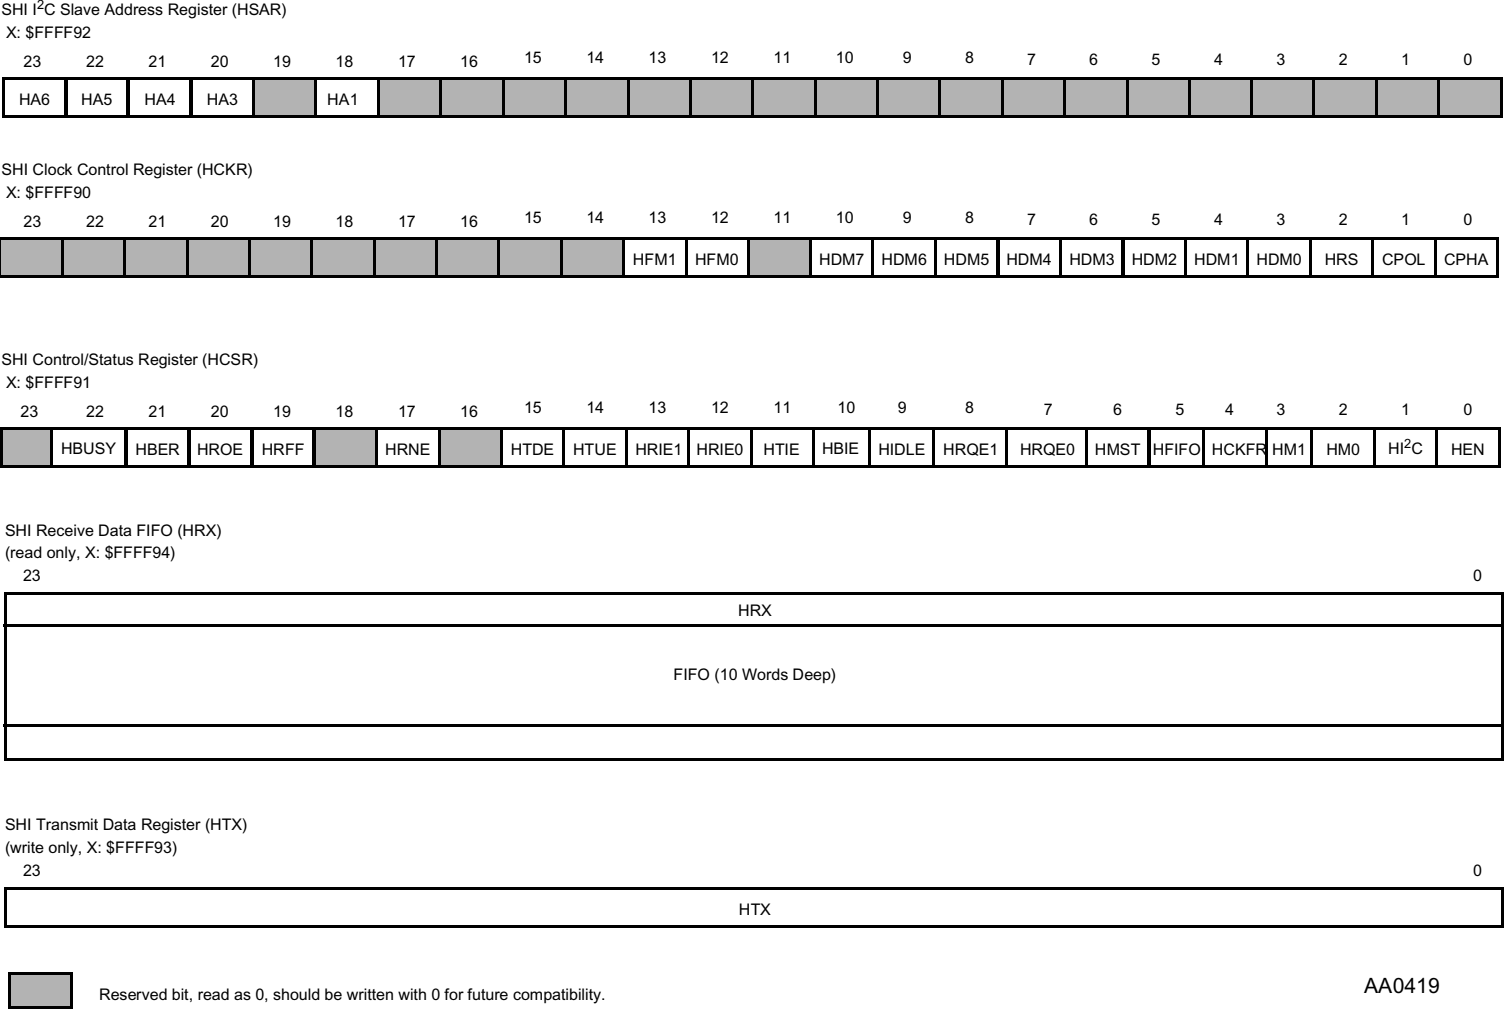 SHI I²C Slave Address Register (HSAR)
X: $FFFF92
23 22 21 20 19 18 17 16 15 14 13 12 11 10 9 8 7 6 5 4 3 2 1 0
HA6 HA5 HA4 HA3 HA1
SHI Clock Control Register (HCKR)
X: $FFFF90
23 22 21 20 19 18 17 16 15 14 13 12 11 10 9 8 7 6 5 4 3 2 1 0
HFM1 HFM0 HDM7 HDM6 HDM5 HDM4 HDM3 HDM2 HDM1 HDM0 HRS CPOL CPHA
SHI Control/Status Register (HCSR)
X: $FFFF91
23 22 21 20 19 18 17 16 15 14 13 12 11 10 9 8 7 6 5 4 3 2 1 0
HBUSY HBER HROE HRFF HRNE HTDE HTUE HRIE1 HRIE0 HTIE HBIE HIDLE HRQE1 HRQE0 HMST HFIFO HCKFR HM1 HM0 HI²C HEN
SHI Receive Data FIFO (HRX)
(read only, X: $FFFF94)
23 0
HRX
FIFO (10 Words Deep)
SHI Transmit Data Register (HTX)
(write only, X: $FFFF93)
23 0
HTX
Reserved bit, read as 0, should be written with 0 for future compatibility.
AA0419